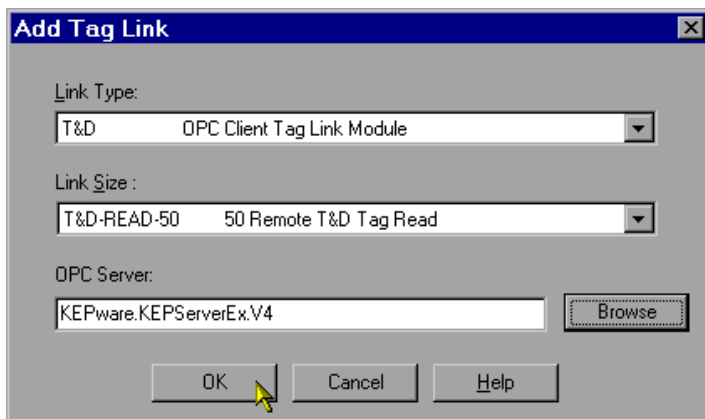 Add Tag Link
Link Type:
T&D OPC Client Tag Link Module
Link Size :
T&D-READ-50 50 Remote T&D Tag Read
OPC Server:
KEPware.KEPServerEx.V4
Browse
OK Cancel Help